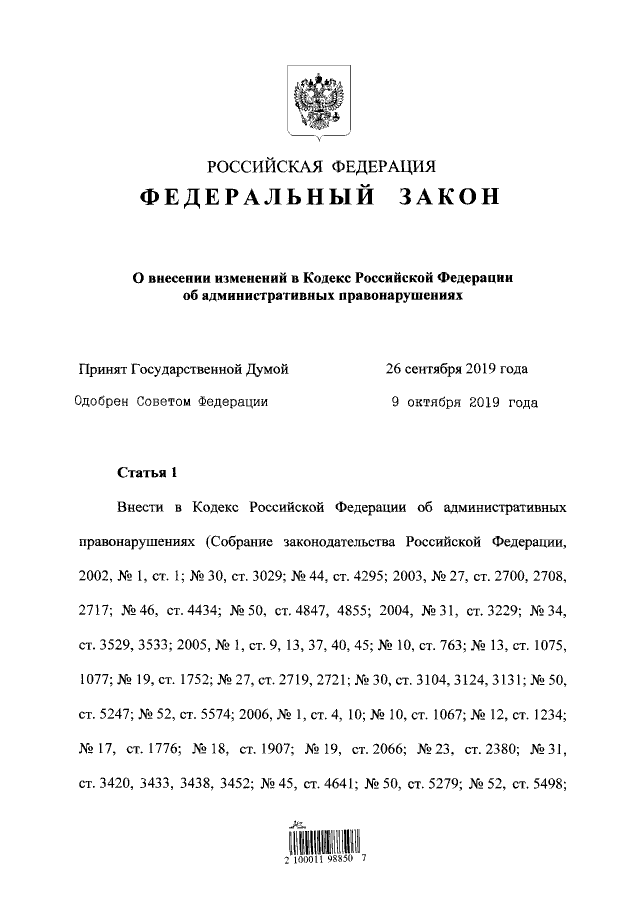 РОССИЙСКАЯ ФЕДЕРАЦИЯ
ФЕДЕРАЛЬНЫЙ ЗАКОН
О внесении изменений в Кодекс Российской Федерации
об административных правонарушениях
Принят Государственной Думой 26 сентября 2019 года
Одобрен Советом Федерации 9 октября 2019 года
Статья 1
Внести в Кодекс Российской Федерации об административных
правонарушениях (Собрание законодательства Российской Федерации,
2002, № 1, ст. 1; № 30, ст. 3029; № 44, ст. 4295; 2003, № 27, ст. 2700, 2708,
2717; № 46, ст. 4434; № 50, ст. 4847, 4855; 2004, № 31, ст. 3229; № 34,
ст. 3529, 3533; 2005, № 1, ст. 9, 13, 37, 40, 45; № 10, ст. 763; № 13, ст. 1075,
1077; № 19, ст. 1752; № 27, ст. 2719, 2721; № 30, ст. 3104, 3124, 3131; № 50,
ст. 5247; № 52, ст. 5574; 2006, № 1, ст. 4, 10; № 10, ст. 1067; № 12, ст. 1234;
№ 17, ст. 1776; № 18, ст. 1907; № 19, ст. 2066; № 23, ст. 2380; № 31,
ст. 3420, 3433, 3438, 3452; № 45, ст. 4641; № 50, ст. 5279; № 52, ст. 5498;
2 100011 98850 7